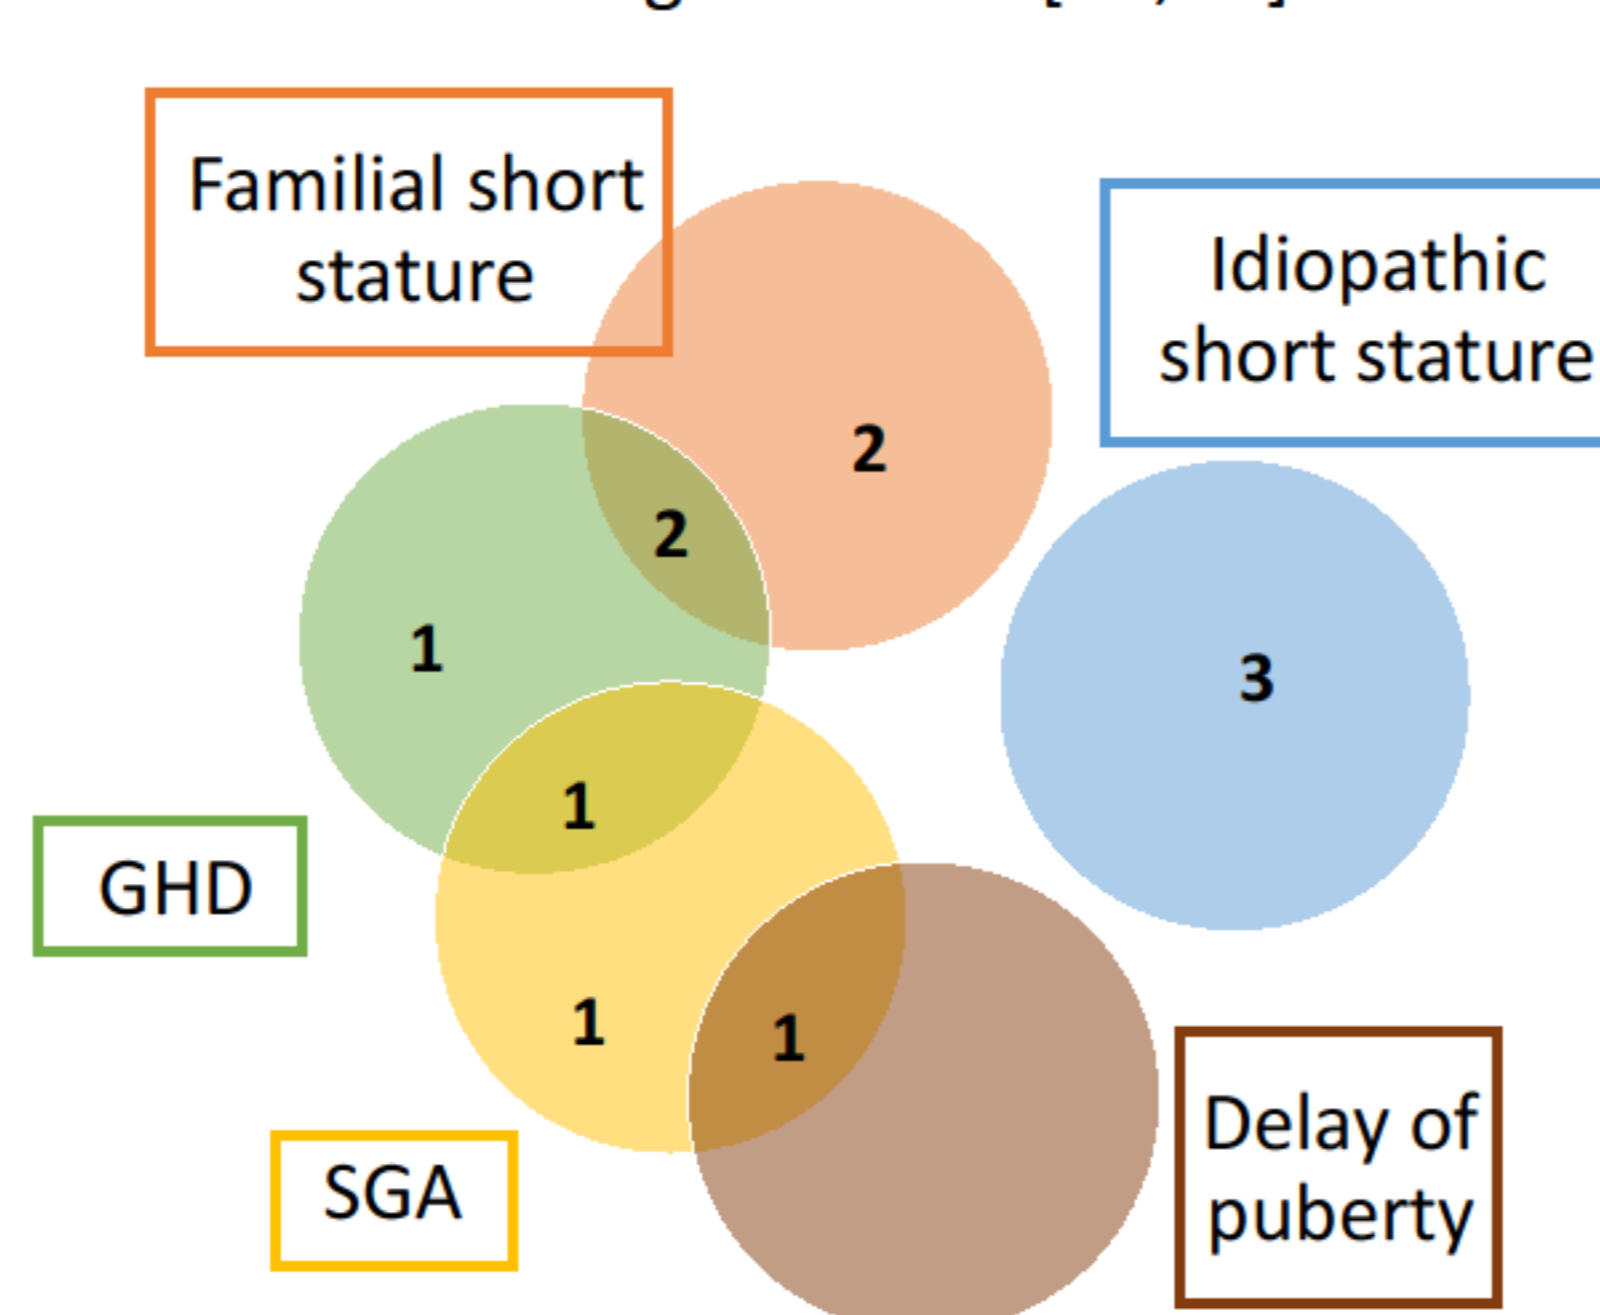 Familial short
stature
Idiopathic
short stature
2
2
1
3
1
GHD
1
1
SGA
Delay of
puberty